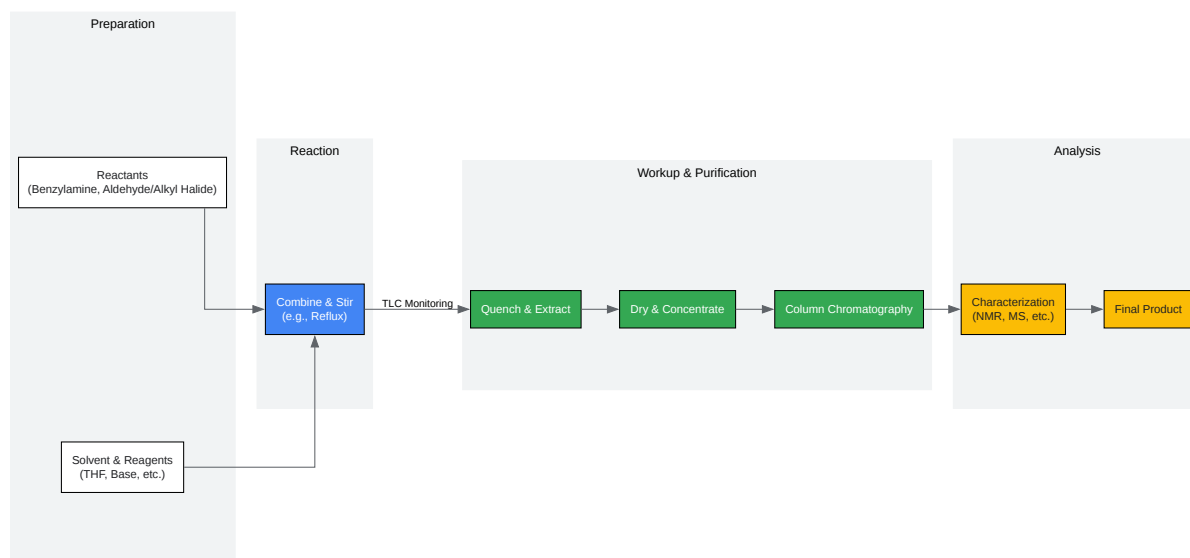 Preparation
Reactants
(Benzylamine, Aldehyde/Alkyl Halide)
Solvent & Reagents
(THF, Base, etc.)
Reaction
Combine & Stir
(e.g., Reflux)
TLC Monitoring
Workup & Purification
Quench & Extract
Dry & Concentrate
Column Chromatography
Analysis
Characterization
(NMR, MS, etc.)
Final Product